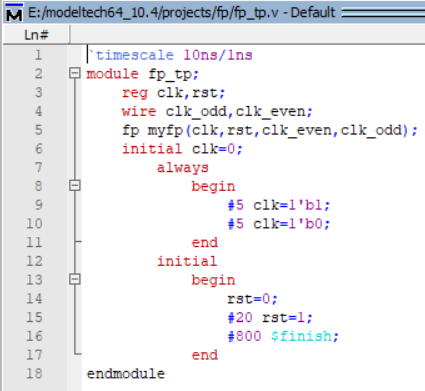 E:/modeltech64_10.4/projects/fp/fp_tp.v - Default
Ln#
1 `timescale 10ns/1ns
2 module fp_tp;
3 reg clk,rst;
4 wire clk_odd,clk_even;
5 fp myfp(clk,rst,clk_even,clk_odd);
6 initial clk=0;
7 always
8 begin
9 #5 clk=1'b1;
10 #5 clk=1'b0;
11 end
12 initial
13 begin
14 rst=0;
15 #20 rst=1;
16 #800 $finish;
17 end
18 endmodule